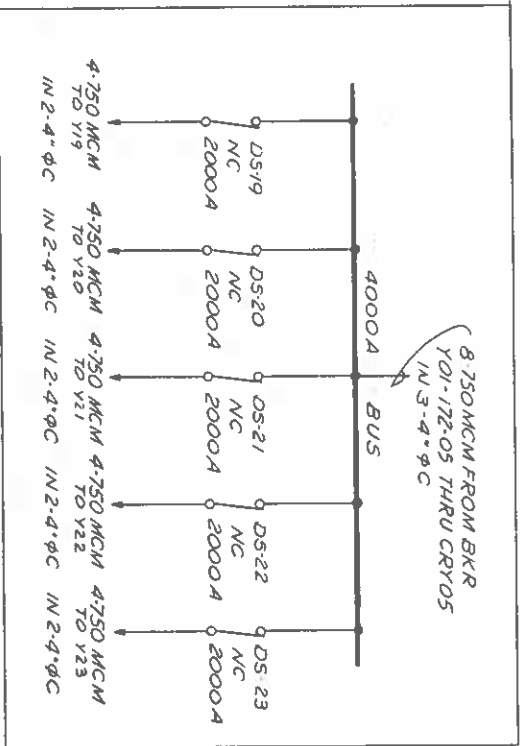 8-750 MCM FROM BKR
Y01-172-05 THRU CRY05
IN 3-4"ΦC
4000A BUS
DS-19
NC
2000A
DS-20
NC
2000A
DS-21
NC
2000A
DS-22
NC
2000A
DS-23
NC
2000A
4-750 MCM
TO Y19
IN 2-4"ΦC
4-750 MCM
TO Y20
IN 2-4"ΦC
4-750 MCM
TO Y21
IN 2-4"ΦC
4-750 MCM
TO Y22
IN 2-4"ΦC
4-750 MCM
TO Y23
IN 2-4"ΦC